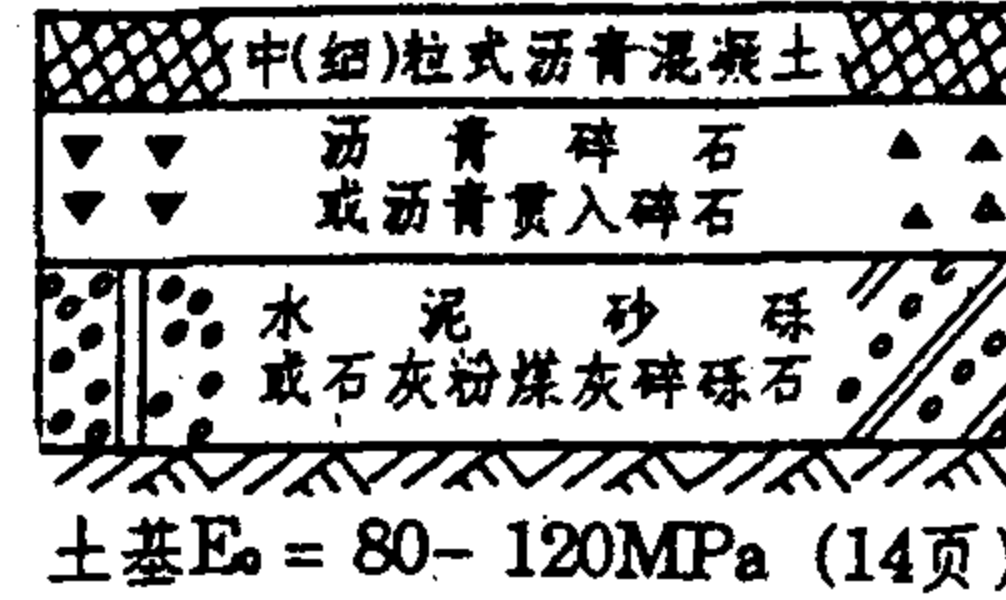 中(细)粒式沥青混凝土
沥青碎石
或沥青贯入碎石
水泥砂砾
或石灰粉煤灰碎砾石
土基E₀ = 80- 120MPa (14页)